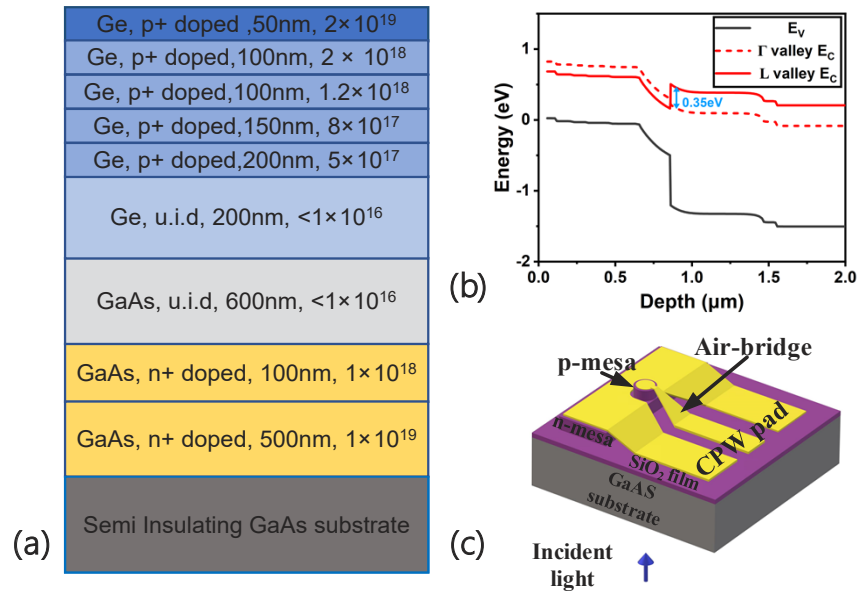 Ge, p+ doped ,50nm, 2×10¹⁹
Ge, p+ doped,100nm, 2 × 10¹⁸
Ge, p+ doped,100nm, 1.2×10¹⁸
Ge, p+ doped,150nm, 8×10¹⁷
Ge, p+ doped,200nm, 5×10¹⁷
Ge, u.i.d, 200nm, <1×10¹⁶
GaAs, u.i.d, 600nm, <1×10¹⁶
GaAs, n+ doped, 100nm, 1×10¹⁸
GaAs, n+ doped, 500nm, 1×10¹⁹
Semi Insulating GaAs substrate
(a)
Energy (eV)
1
0
-1
-2
E_V
Γ valley E_C
L valley E_C
0.35eV
0.0
0.5
1.0
1.5
2.0
Depth (μm)
(b)
Air-bridge
p-mesa
n-mesa
CPW pad
SiO₂ film
GaAS
substrate
(c)
Incident
light